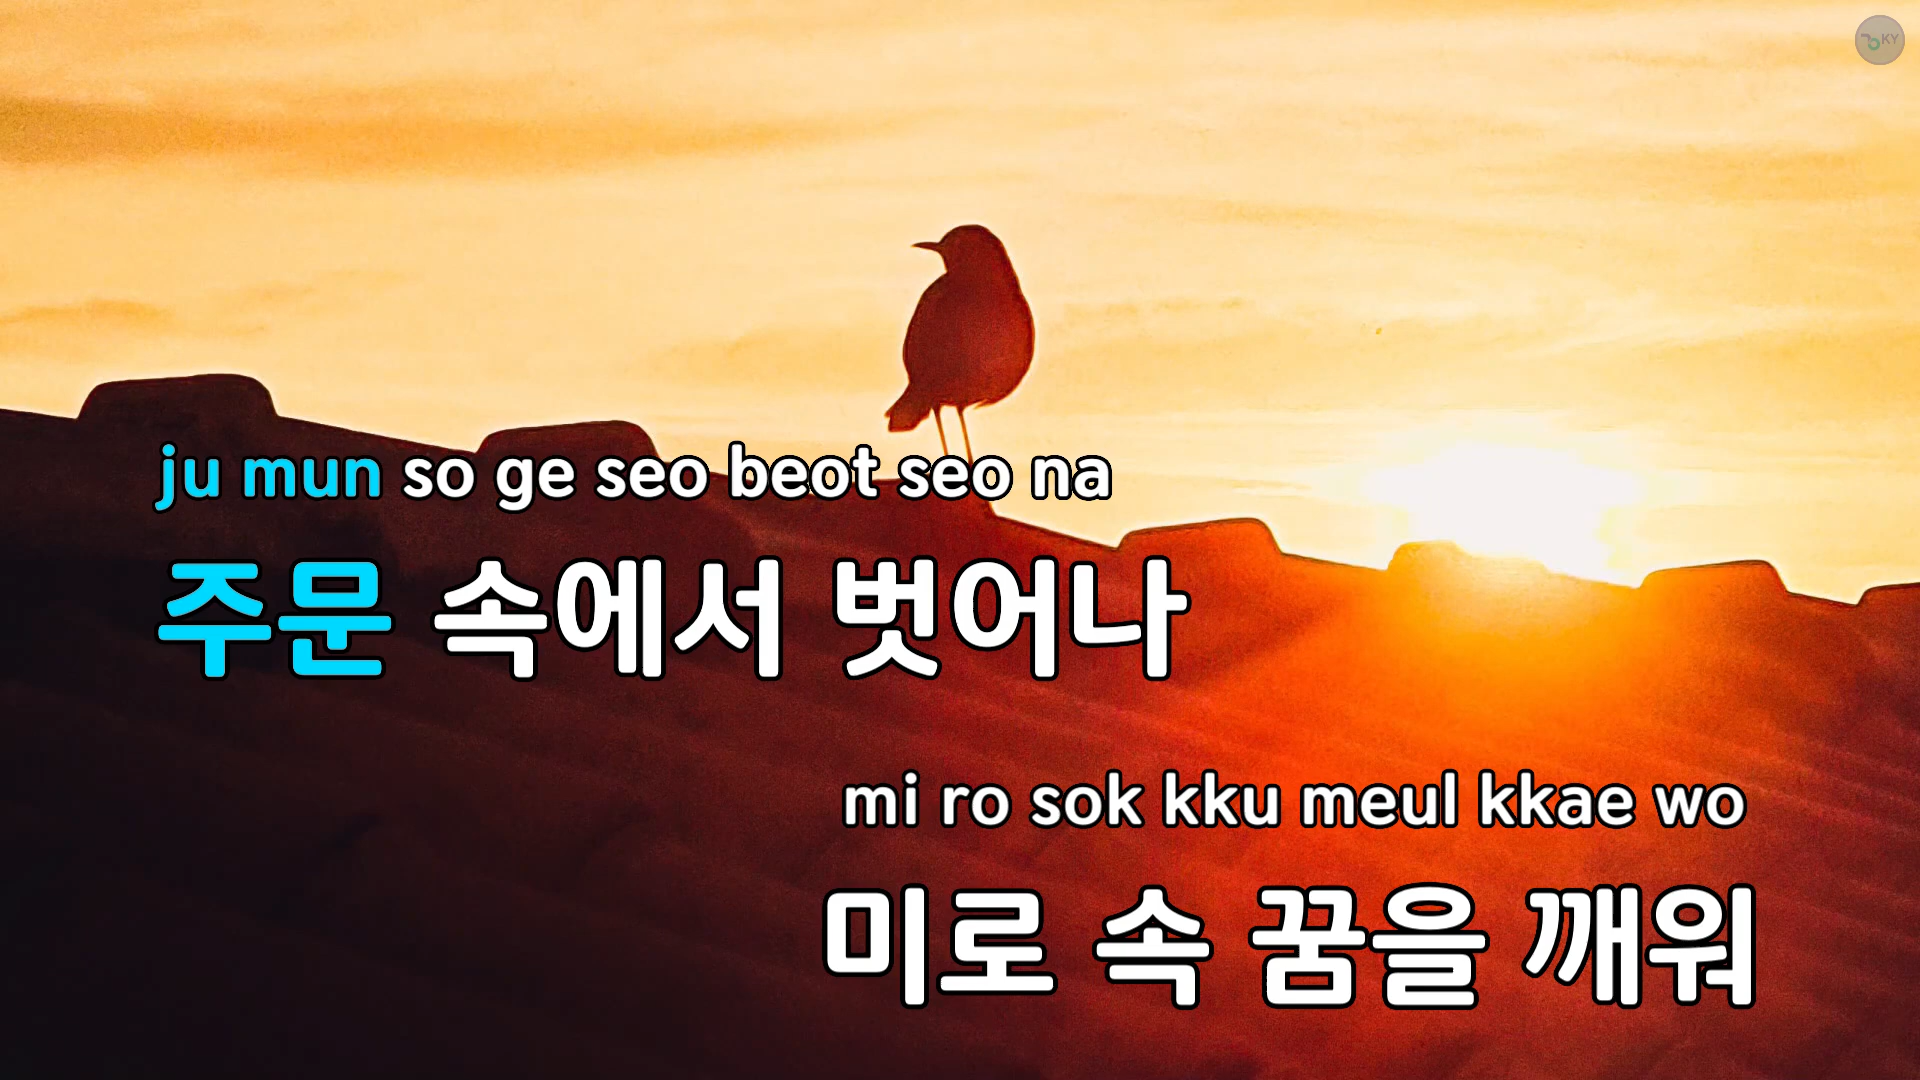 KY
ju mun so ge seo beot seo na
주문 속에서 벗어나
mi ro sok kku meul kkae wo
미로 속 꿈을 깨워